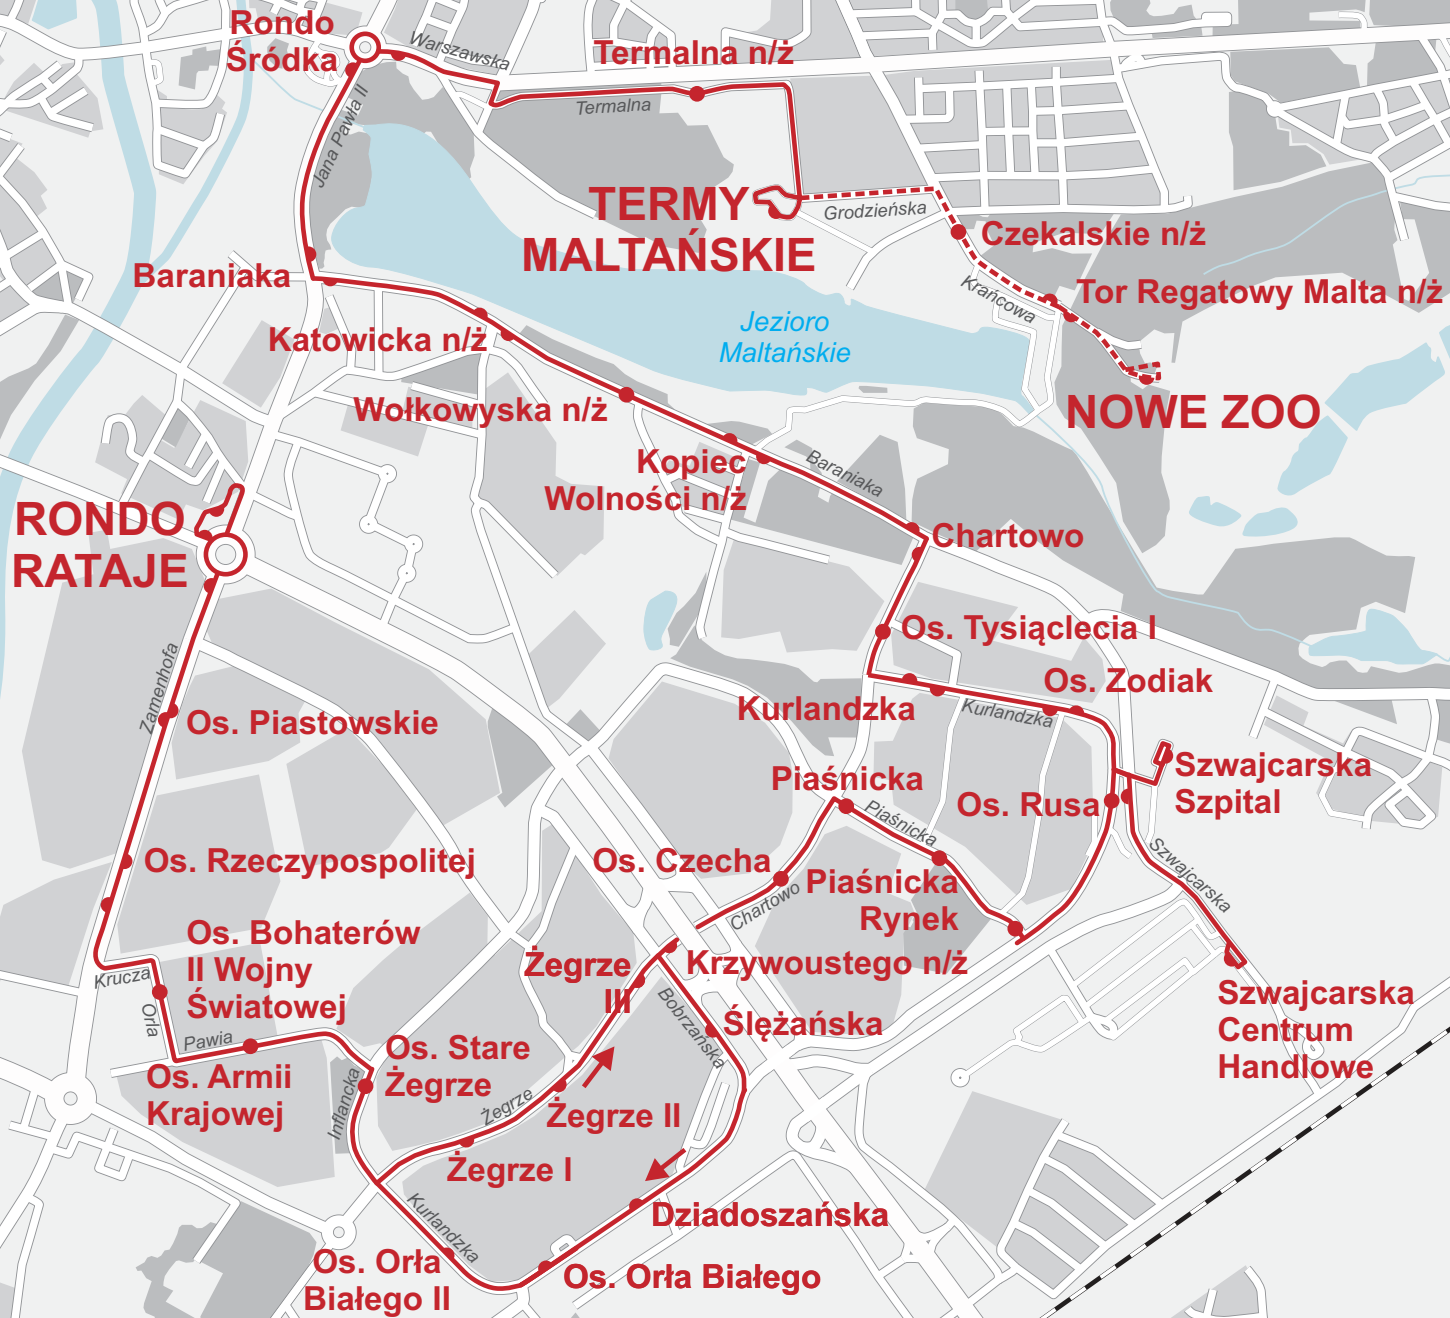 Rondo
Śródka
Warszawska
Termalna n/ż
Termalna
Jana Pawła II
TERMY
MALTAŃSKIE
Grodzieńska
Czekalskie n/ż
Baraniaka
Krańcowa
Tor Regatowy Malta n/ż
Katowicka n/ż
Jezioro
Maltańskie
Wołkowyska n/ż
NOWE ZOO
Kopiec
Wolności n/ż
Baraniaka
RONDO
RATAJE
Chartowo
Os. Tysiąclecia I
Zamenhofa
Os. Zodiak
Kurlandzka
Kurlandzka
Os. Piastowskie
Piaśnicka
Szwajcarska
Szpital
Os. Rusa
Piaśnicka
Os. Rzeczypospolitej
Os. Czecha
Piaśnicka
Rynek
Chartowo
Szwajcarska
Os. Bohaterów
II Wojny
Światowej
Krucza
Orla
Żegrze
III
Krzywoustego n/ż
Szwajcarska
Centrum
Handlowe
Pawia
Bobrzańska
Ślężańska
Os. Stare
Żegrze
Os. Armii
Krajowej
Inflancka
Żegrze
Żegrze II
Żegrze I
Kurlandzka
Dziadoszańska
Os. Orła
Białego II
Os. Orła Białego